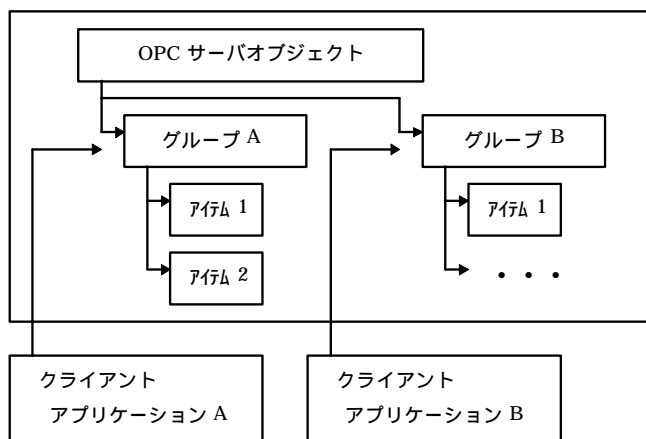 OPC サーバオブジェクト
グループ A
グループ B
ｱｲﾃﾑ 1
ｱｲﾃﾑ 1
ｱｲﾃﾑ 2
・・・
クライアント
アプリケーション A
クライアント
アプリケーション B